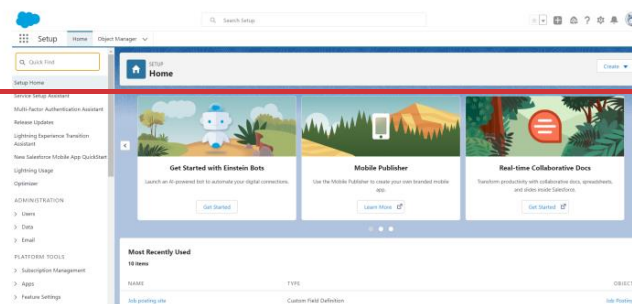 Search Setup
Setup
Home
Object Manager
Quick Find
SETUP
Home
Create
Setup Home
Service Setup Assistant
Multi-Factor Authentication Assistant
Release Updates
Lightning Experience Transition
Assistant
New Salesforce Mobile App QuickStart
Lightning Usage
Optimizer
ADMINISTRATION
Users
Data
Email
PLATFORM TOOLS
Subscription Management
Apps
Feature Settings
Get Started with Einstein Bots
Launch an AI-powered bot to automate your digital connections.
Get Started
Mobile Publisher
Use the Mobile Publisher to create your own branded mobile
app.
Learn More
Real-time Collaborative Docs
Transform productivity with collaborative docs, spreadsheets,
and slides inside Salesforce.
Get Started
Most Recently Used
10 items
NAME
TYPE
OBJECT
Job posting site
Custom Field Definition
Job Posting